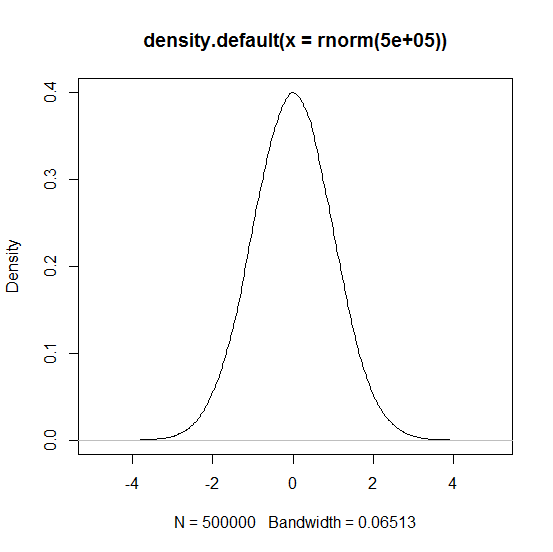 density.default(x = rnorm(5e+05))
Density
0.4
0.3
0.2
0.1
0.0
-4 -2 0 2 4
N = 500000 Bandwidth = 0.06513